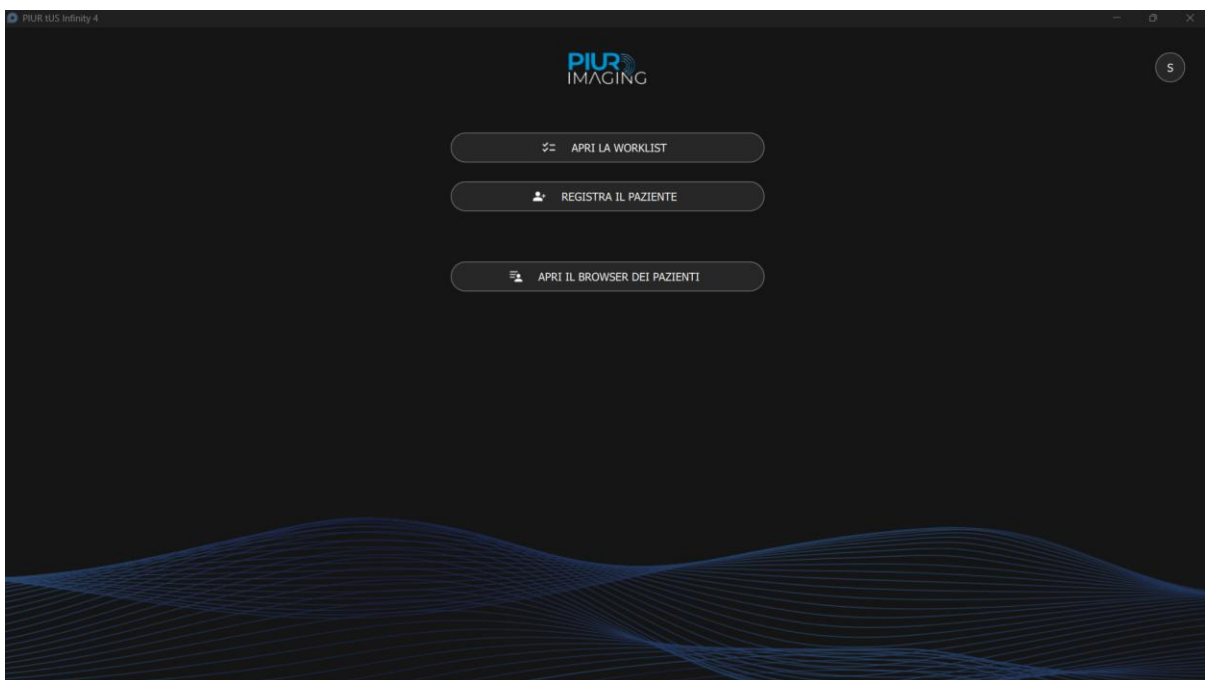 PIUR tUS Infinity 4
PIUR
IMAGING
S
APRI LA WORKLIST
REGISTRA IL PAZIENTE
APRI IL BROWSER DEI PAZIENTI